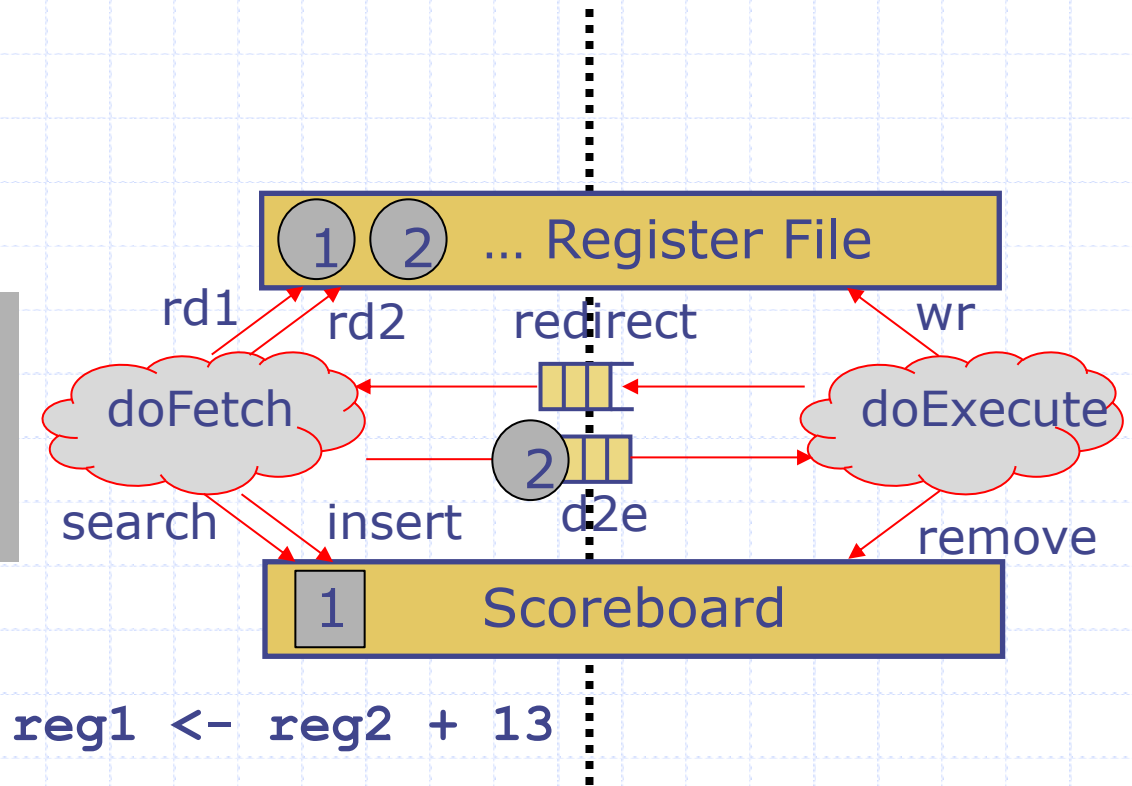 1 2 … Register File
rd1 rd2 redirect wr
doFetch doExecute
2
d2e
search insert remove
1 Scoreboard
reg1 <- reg2 + 13